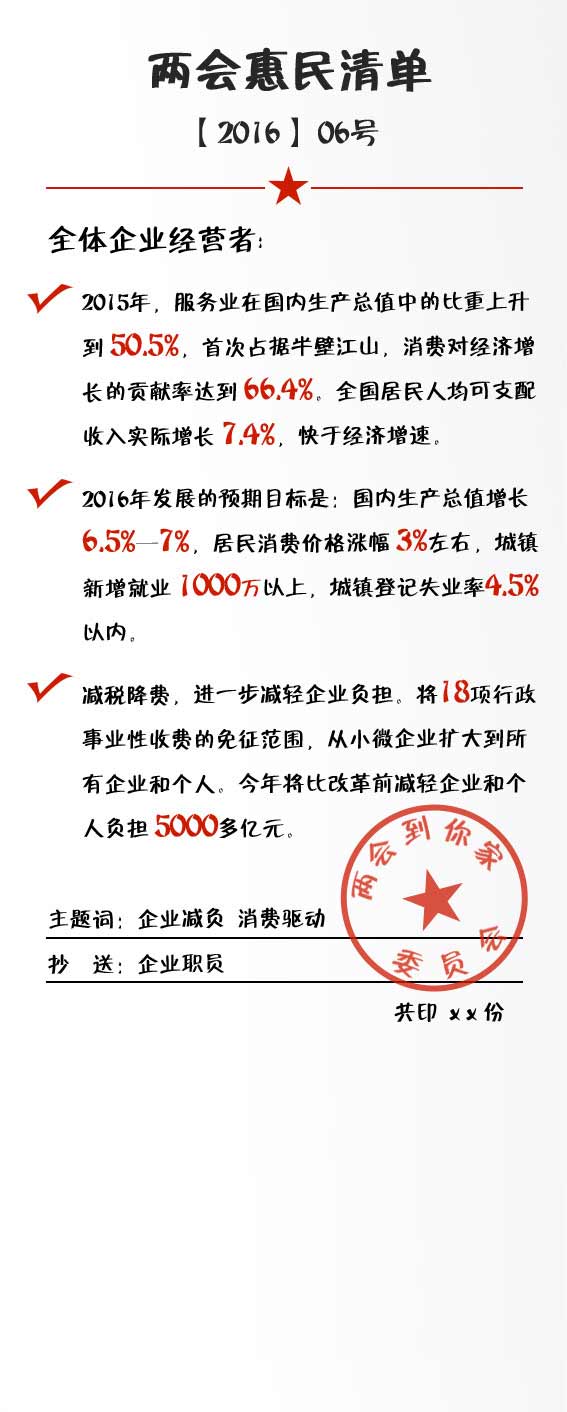 两会惠民清单
【2016】06号
全体企业经营者：
2015年，服务业在国内生产总值中的比重上升
到50.5%，首次占据半壁江山，消费对经济增
长的贡献率达到66.4%。全国居民人均可支配
收入实际增长 7.4%，快于经济增速。
2016年发展的预期目标是：国内生产总值增长
6.5%—7%，居民消费价格涨幅3%左右，城镇
新增就业 1000万以上，城镇登记失业率4.5%
以内。
减税降费，进一步减轻企业负担。将18项行政
事业性收费的免征范围，从小微企业扩大到所
有企业和个人。今年将比改革前减轻企业和个
人负担5000多亿元。
两会到你家
委员会
主题词：企业减负 消费驱动
抄 送：企业职员
共印 x x 份